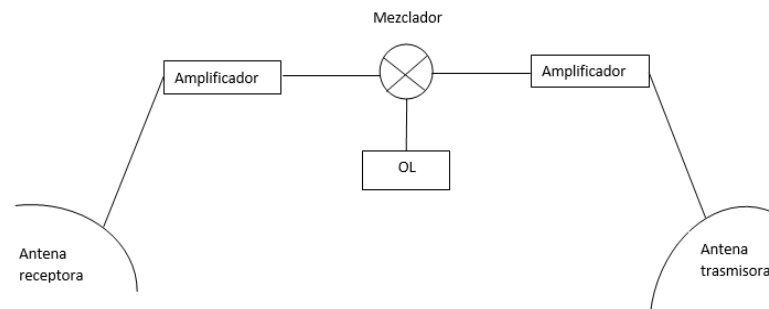 Mezclador
Amplificador
Amplificador
OL
Antena
receptora
Antena
trasmisora